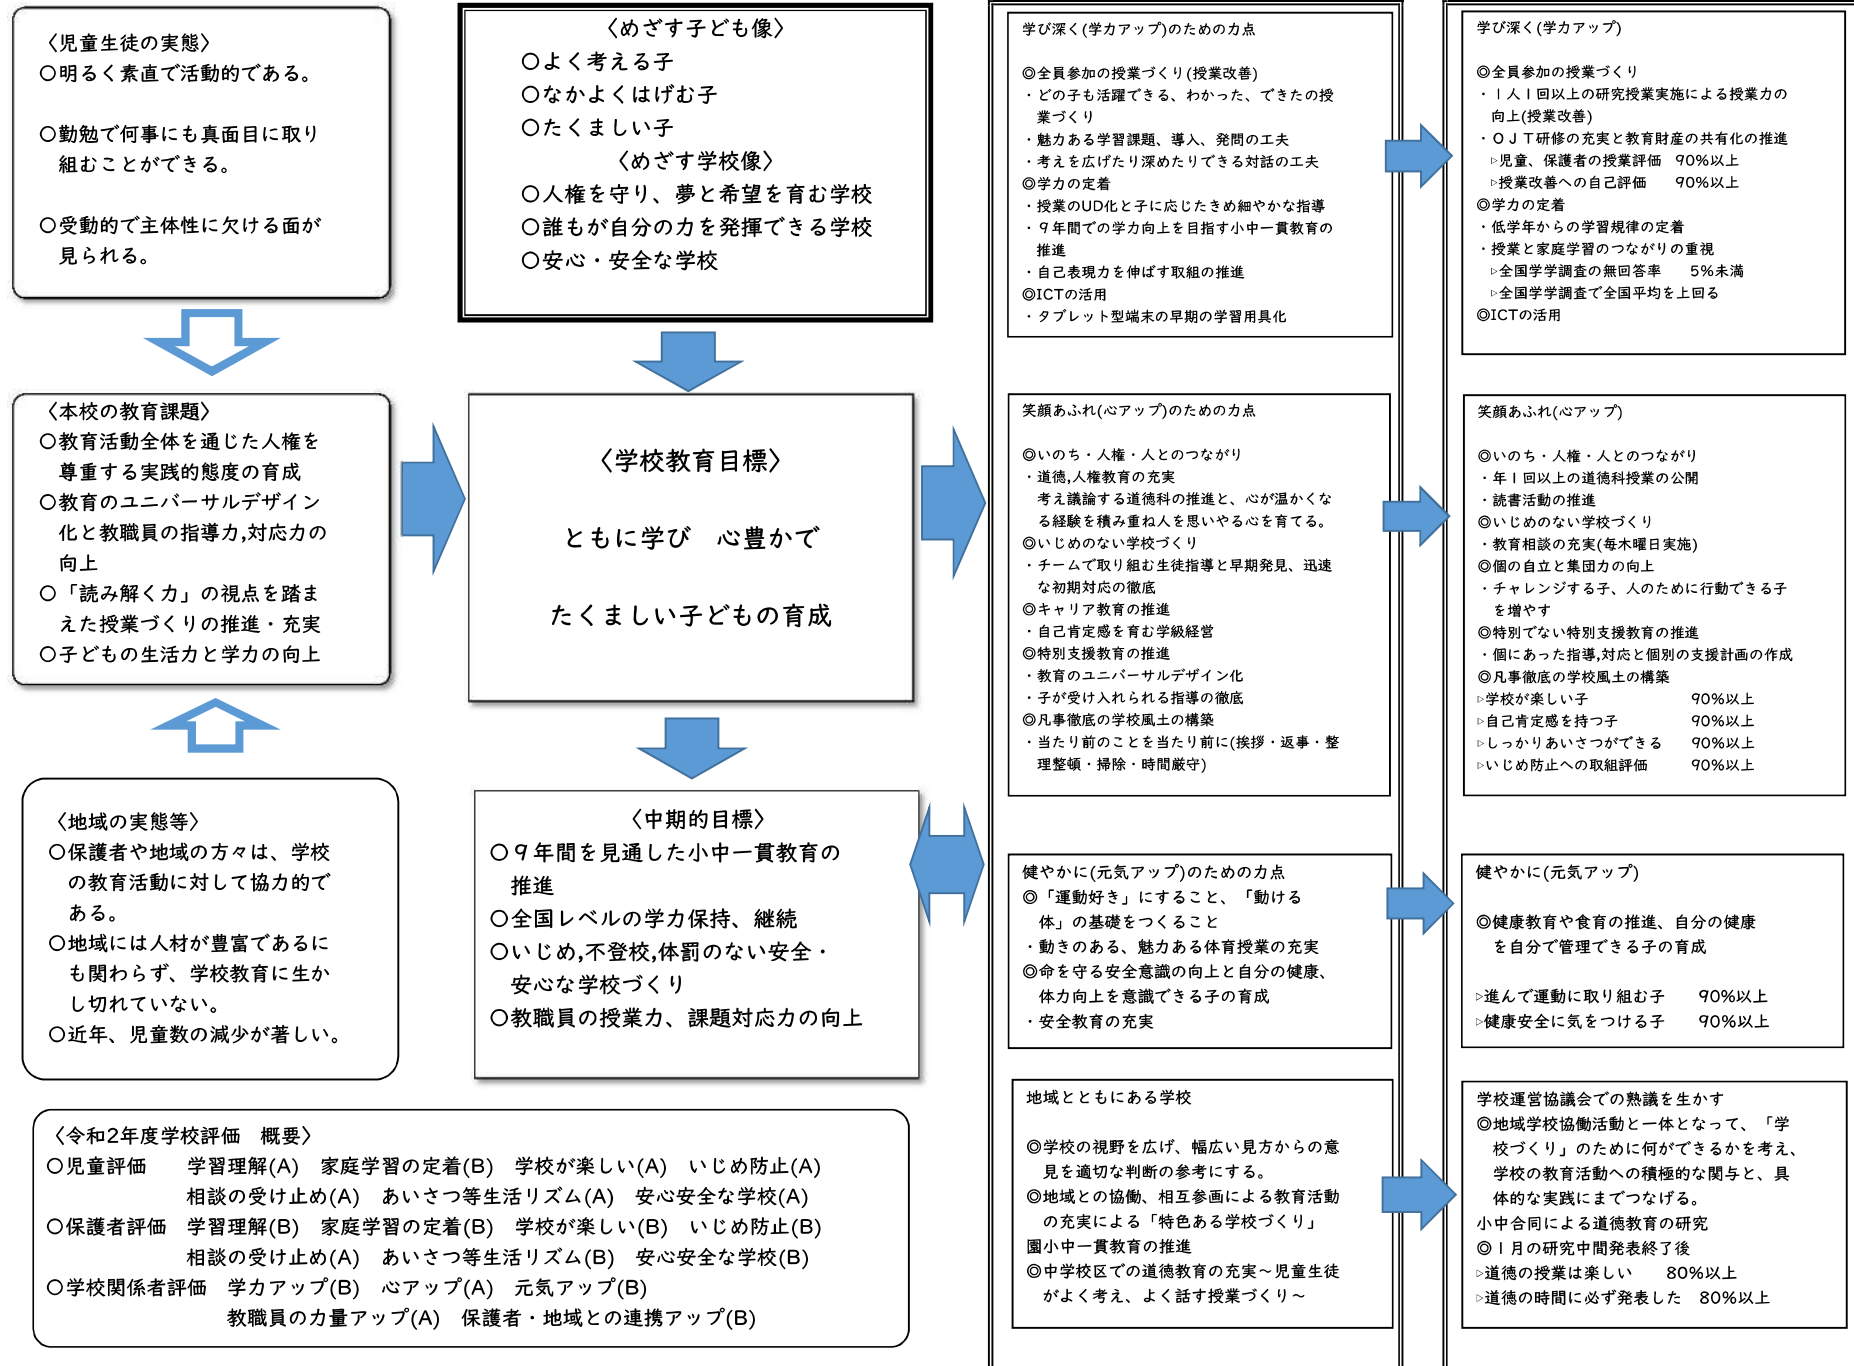 〈児童生徒の実態〉
○明るく素直で活動的である。
○勤勉で何事にも真面目に取り
組むことができる。
○受動的で主体性に欠ける面が
見られる。
〈本校の教育課題〉
○教育活動全体を通じた人権を
尊重する実践的態度の育成
○教育のユニバーサルデザイン
化と教職員の指導力,対応力の
向上
○「読み解く力」の視点を踏ま
えた授業づくりの推進・充実
○子どもの生活力と学力の向上
〈地域の実態等〉
○保護者や地域の方々は、学校
の教育活動に対して協力的で
ある。
○地域には人材が豊富であるに
も関わらず、学校教育に生か
し切れていない。
○近年、児童数の減少が著しい。
〈めざす子ども像〉
○よく考える子
○なかよくはげむ子
○たくましい子
〈めざす学校像〉
○人権を守り、夢と希望を育む学校
○誰もが自分の力を発揮できる学校
○安心・安全な学校
〈学校教育目標〉
ともに学び　心豊かで
たくましい子どもの育成
〈中期的目標〉
○９年間を見通した小中一貫教育の
推進
○全国レベルの学力保持、継続
○いじめ,不登校,体罰のない安全・
安心な学校づくり
○教職員の授業力、課題対応力の向上
〈令和2年度学校評価　概要〉
○児童評価　　学習理解(A)　家庭学習の定着(B)　学校が楽しい(A)　いじめ防止(A)
相談の受け止め(A)　あいさつ等生活リズム(A)　安心安全な学校(A)
○保護者評価　学習理解(B)　家庭学習の定着(B)　学校が楽しい(B)　いじめ防止(B)
相談の受け止め(A)　あいさつ等生活リズム(B)　安心安全な学校(B)
○学校関係者評価　学力アップ(B)　心アップ(A)　元気アップ(B)
教職員の力量アップ(A)　保護者・地域との連携アップ(B)
学び深く(学力アップ)のための力点
◎全員参加の授業づくり(授業改善)
・どの子も活躍できる、わかった、できたの授
業づくり
・魅力ある学習課題、導入、発問の工夫
・考えを広げたり深めたりできる対話の工夫
◎学力の定着
・授業のUD化と子に応じたきめ細やかな指導
・９年間での学力向上を目指す小中一貫教育の
推進
・自己表現力を伸ばす取組の推進
◎ICTの活用
・タブレット型端末の早期の学習用具化
笑顔あふれ(心アップ)のための力点
◎いのち・人権・人とのつながり
・道徳,人権教育の充実
考え議論する道徳科の推進と、心が温かくな
る経験を積み重ね人を思いやる心を育てる。
◎いじめのない学校づくり
・チームで取り組む生徒指導と早期発見、迅速
な初期対応の徹底
◎キャリア教育の推進
・自己肯定感を育む学級経営
◎特別支援教育の推進
・教育のユニバーサルデザイン化
・子が受け入れられる指導の徹底
◎凡事徹底の学校風土の構築
・当たり前のことを当たり前に(挨拶・返事・整
理整頓・掃除・時間厳守)
健やかに(元気アップ)のための力点
◎「運動好き」にすること、「動ける
体」の基礎をつくること
・動きのある、魅力ある体育授業の充実
◎命を守る安全意識の向上と自分の健康、
体力向上を意識できる子の育成
・安全教育の充実
地域とともにある学校
◎学校の視野を広げ、幅広い見方からの意
見を適切な判断の参考にする。
◎地域との協働、相互参画による教育活動
の充実による「特色ある学校づくり」
園小中一貫教育の推進
◎中学校区での道徳教育の充実～児童生徒
がよく考え、よく話す授業づくり～
学び深く(学力アップ)
◎全員参加の授業づくり
・１人１回以上の研究授業実施による授業力の
向上(授業改善)
・ＯＪＴ研修の充実と教育財産の共有化の推進
▷児童、保護者の授業評価　90%以上
▷授業改善への自己評価　　90%以上
◎学力の定着
・低学年からの学習規律の定着
・授業と家庭学習のつながりの重視
▷全国学学調査の無回答率　　5%未満
▷全国学学調査で全国平均を上回る
◎ICTの活用
笑顔あふれ(心アップ)
◎いのち・人権・人とのつながり
・年１回以上の道徳科授業の公開
・読書活動の推進
◎いじめのない学校づくり
・教育相談の充実(毎木曜日実施)
◎個の自立と集団力の向上
・チャレンジする子、人のために行動できる子
を増やす
◎特別でない特別支援教育の推進
・個にあった指導,対応と個別の支援計画の作成
◎凡事徹底の学校風土の構築
▷学校が楽しい子　　　　　　　90%以上
▷自己肯定感を持つ子　　　　　90%以上
▷しっかりあいさつができる　　90%以上
▷いじめ防止への取組評価　　　90%以上
健やかに(元気アップ)
◎健康教育や食育の推進、自分の健康
を自分で管理できる子の育成
▷進んで運動に取り組む子　　90%以上
▷健康安全に気をつける子　　90%以上
学校運営協議会での熟議を生かす
◎地域学校協働活動と一体となって、「学
校づくり」のために何ができるかを考え、
学校の教育活動への積極的な関与と、具
体的な実践にまでつなげる。
小中合同による道徳教育の研究
◎１月の研究中間発表終了後
▷道徳の授業は楽しい　　80%以上
▷道徳の時間に必ず発表した　80%以上